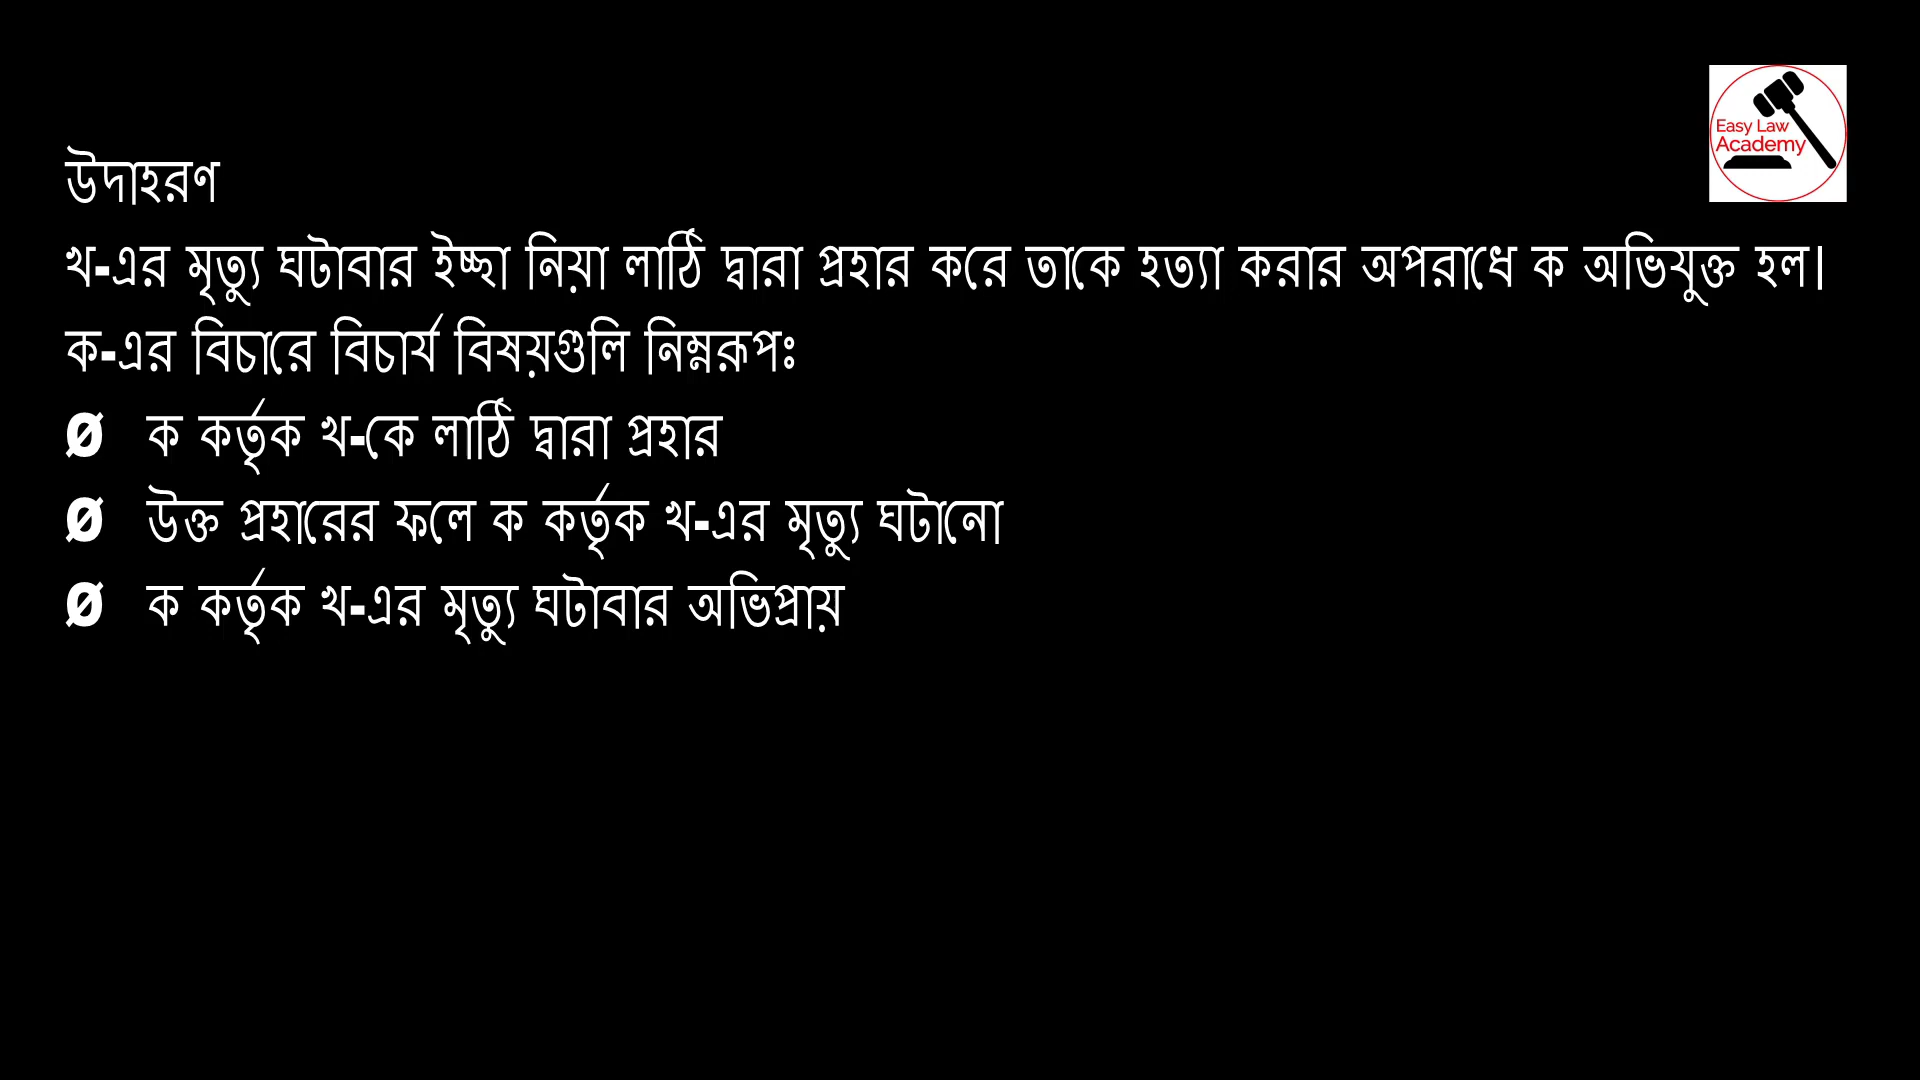 Easy Law
Academy
উদাহরণ
খ-এর মৃত্যু ঘটাবার ইচ্ছা নিয়া লাঠি দ্বারা প্রহার করে তাকে হত্যা করার অপরাধে ক অভিযুক্ত হল।
ক-এর বিচারে বিচার্য বিষয়গুলি নিম্নরূপঃ
Ø ক কর্তৃক খ-কে লাঠি দ্বারা প্রহার
Ø উক্ত প্রহারের ফলে ক কর্তৃক খ-এর মৃত্যু ঘটানো
Ø ক কর্তৃক খ-এর মৃত্যু ঘটাবার অভিপ্রায়